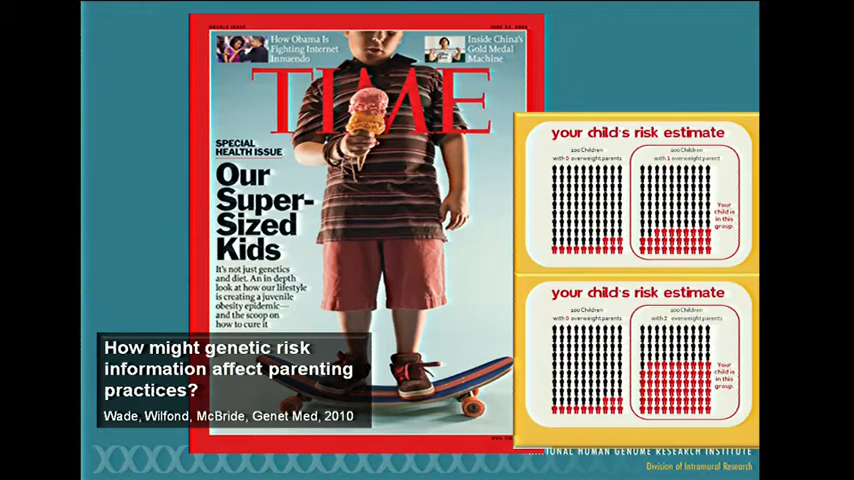 DOUBLE ISSUE
How Obama Is
Fighting Internet
Innuendo
Inside China's
Gold Medal
Machine
TIME
SPECIAL
HEALTH ISSUE
Our
Super-
Sized
Kids
It's not just genetics
and diet. An in depth
look at how our lifestyle
is creating a juvenile
obesity epidemic—
and the scoop on
how to cure it
How might genetic risk
information affect parenting
practices?
Wade, Wilfond, McBride, Genet Med, 2010
your child's risk estimate
100 Children
with 0 overweight parents
100 Children
with 1 overweight parent
Your
child is
in this
group.
your child's risk estimate
100 Children
with 0 overweight parents
100 Children
with 2 overweight parents
Your
child is
in this
group.
NATIONAL HUMAN GENOME RESEARCH INSTITUTE
Division of Intramural Research